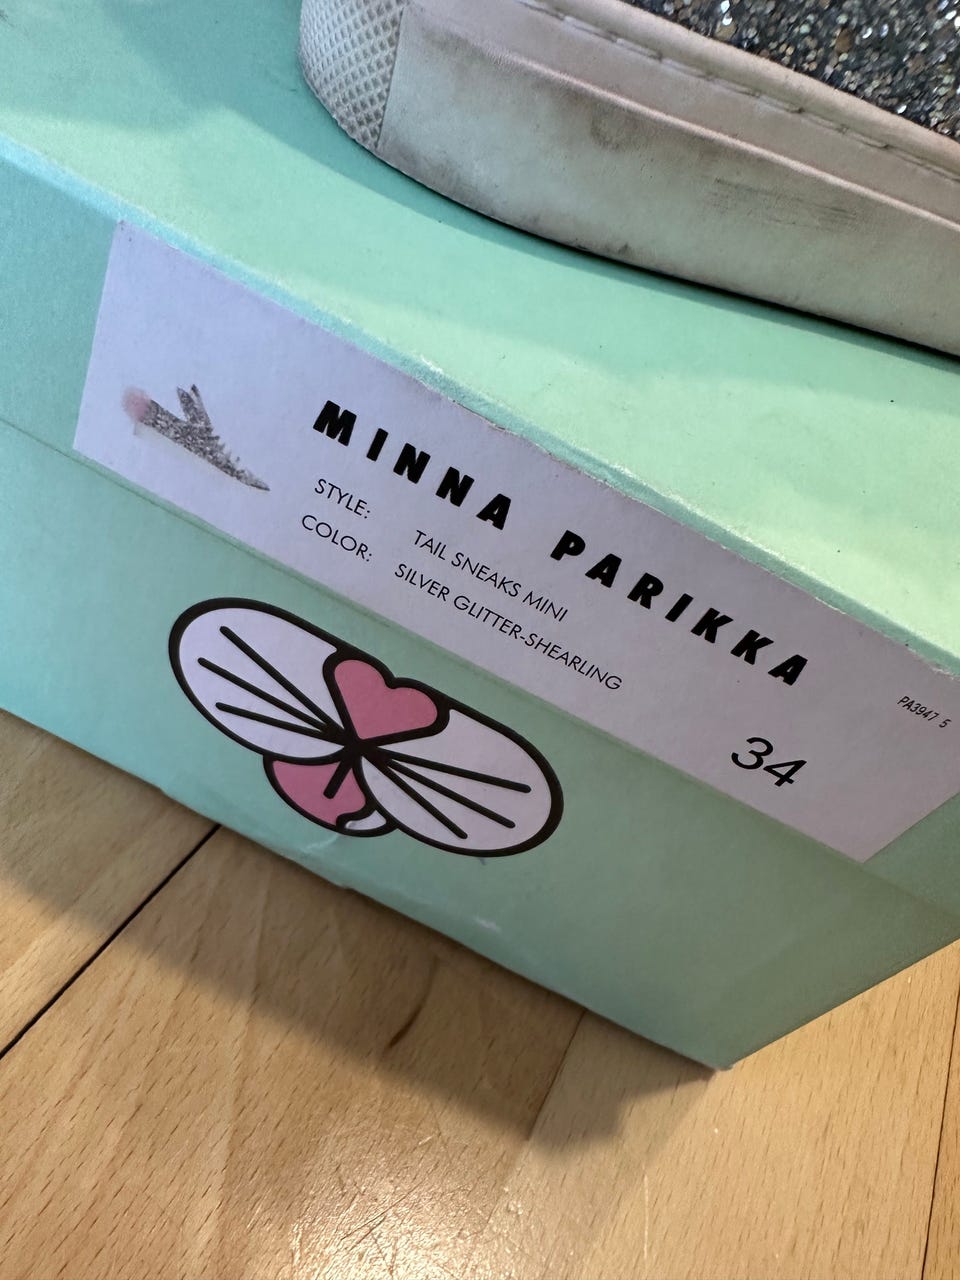 MINNA PARIKKA
STYLE: TAIL SNEAKS MINI
COLOR: SILVER GLITTER-SHEARLING
PA3947 5
34